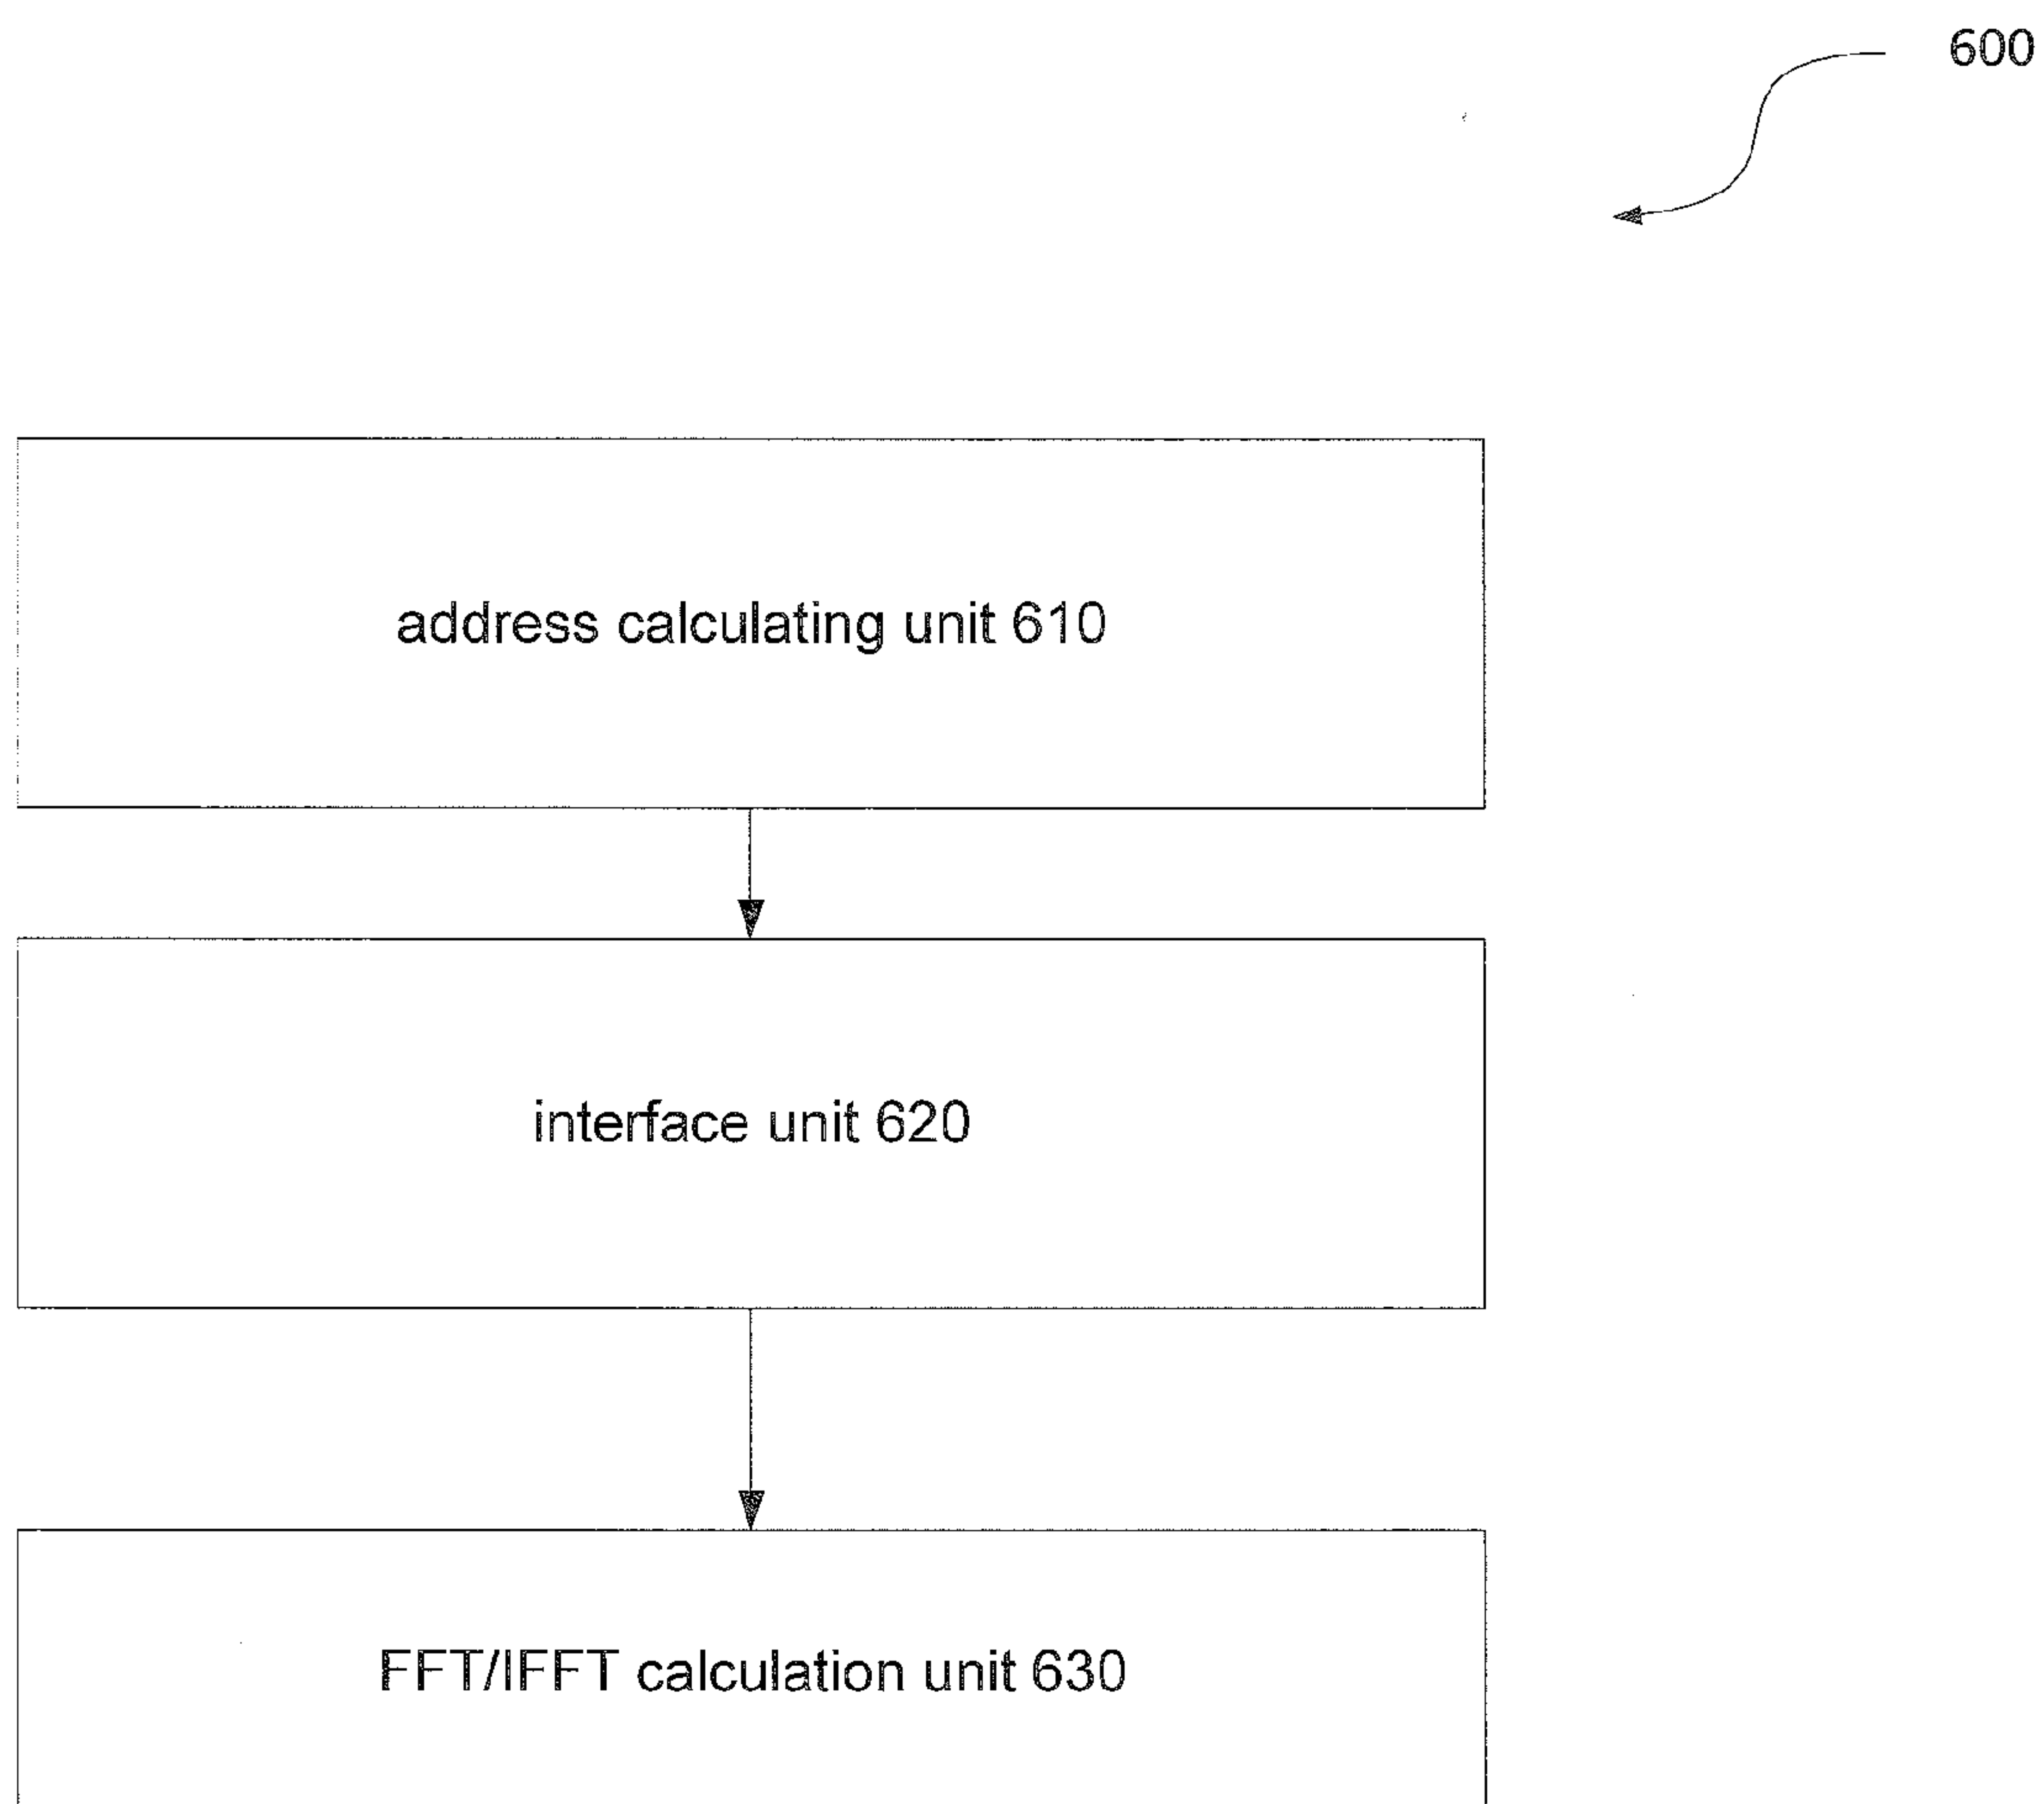 600
address calculating unit 610
interface unit 620
FFT/IFFT calculation unit 630